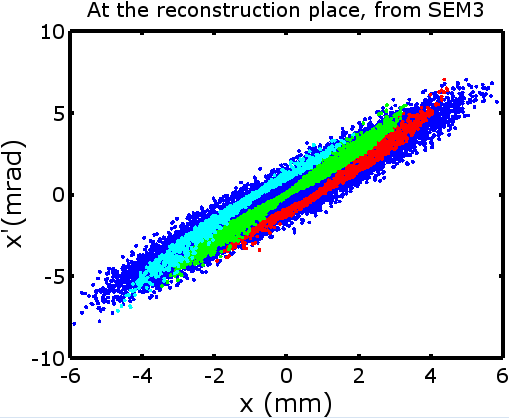 At the reconstruction place, from SEM3
10
5
0
-5
-10
x'(mrad)
-6 -4 -2 0 2 4 6
x (mm)